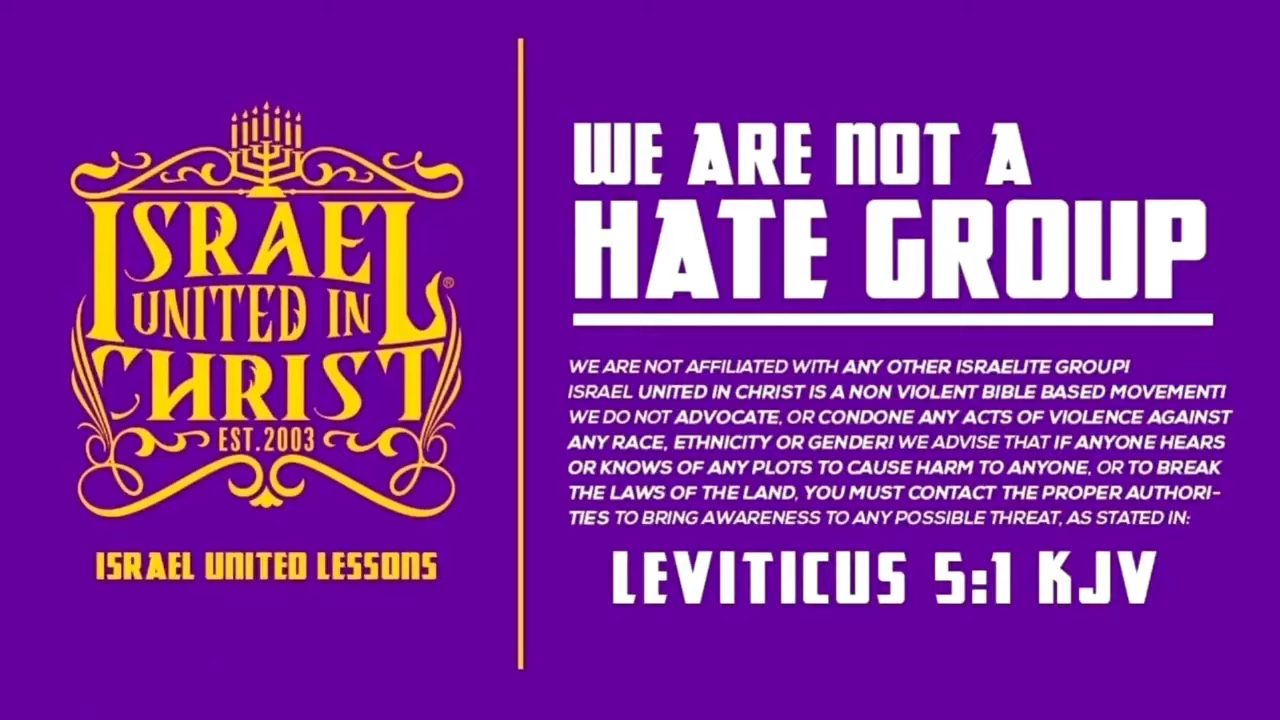 ISRAEL
UNITED IN
CHRIST®
EST. 2003
ISRAEL UNITED LESSONS
WE ARE NOT A
HATE GROUP
WE ARE NOT AFFILIATED WITH ANY OTHER ISRAELITE GROUP!
ISRAEL UNITED IN CHRIST IS A NON VIOLENT BIBLE BASED MOVEMENT!
WE DO NOT ADVOCATE, OR CONDONE ANY ACTS OF VIOLENCE AGAINST
ANY RACE, ETHNICITY OR GENDER! WE ADVISE THAT IF ANYONE HEARS
OR KNOWS OF ANY PLOTS TO CAUSE HARM TO ANYONE, OR TO BREAK
THE LAWS OF THE LAND, YOU MUST CONTACT THE PROPER AUTHORI-
TIES TO BRING AWARENESS TO ANY POSSIBLE THREAT, AS STATED IN:
LEVITICUS 5:1 KJV